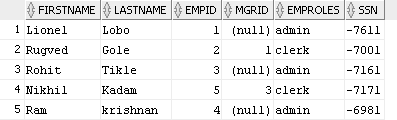 FIRSTNAME LASTNAME EMPID MGRID EMPROLES SSN
1 Lionel Lobo 1 (null) admin -7611
2 Rugved Gole 2 1 clerk -7001
3 Rohit Tikle 3 (null) admin -7161
4 Nikhil Kadam 5 3 clerk -7171
5 Ram krishnan 4 (null) admin -6981